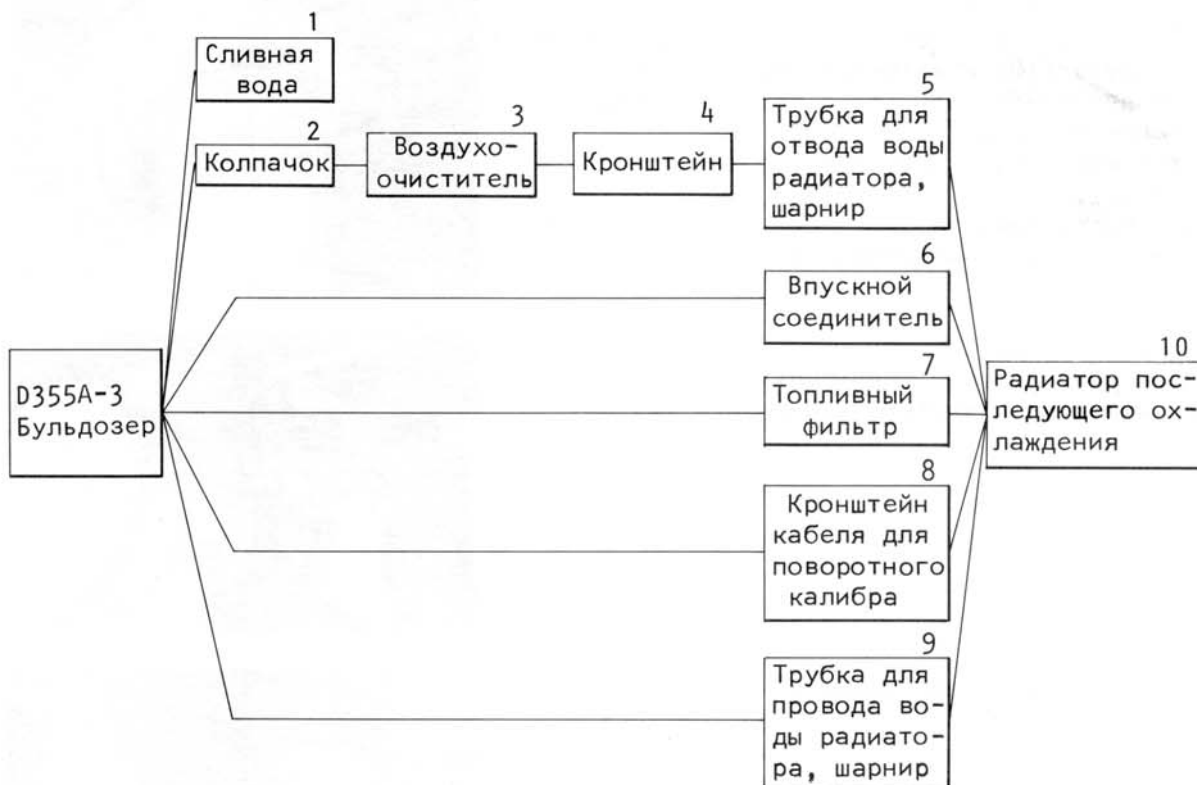 1
Сливная
вода
2
Колпачок
3
Воздухо-
очиститель
4
Кронштейн
5
Трубка для
отвода воды
радиатора,
шарнир
6
Впускной
соединитель
D355A-3
Бульдозер
7
Топливный
фильтр
8
Кронштейн
кабеля для
поворотного
калибра
9
Трубка для
провода во-
ды радиато-
ра, шарнир
10
Радиатор пос-
ледующего ох-
лаждения